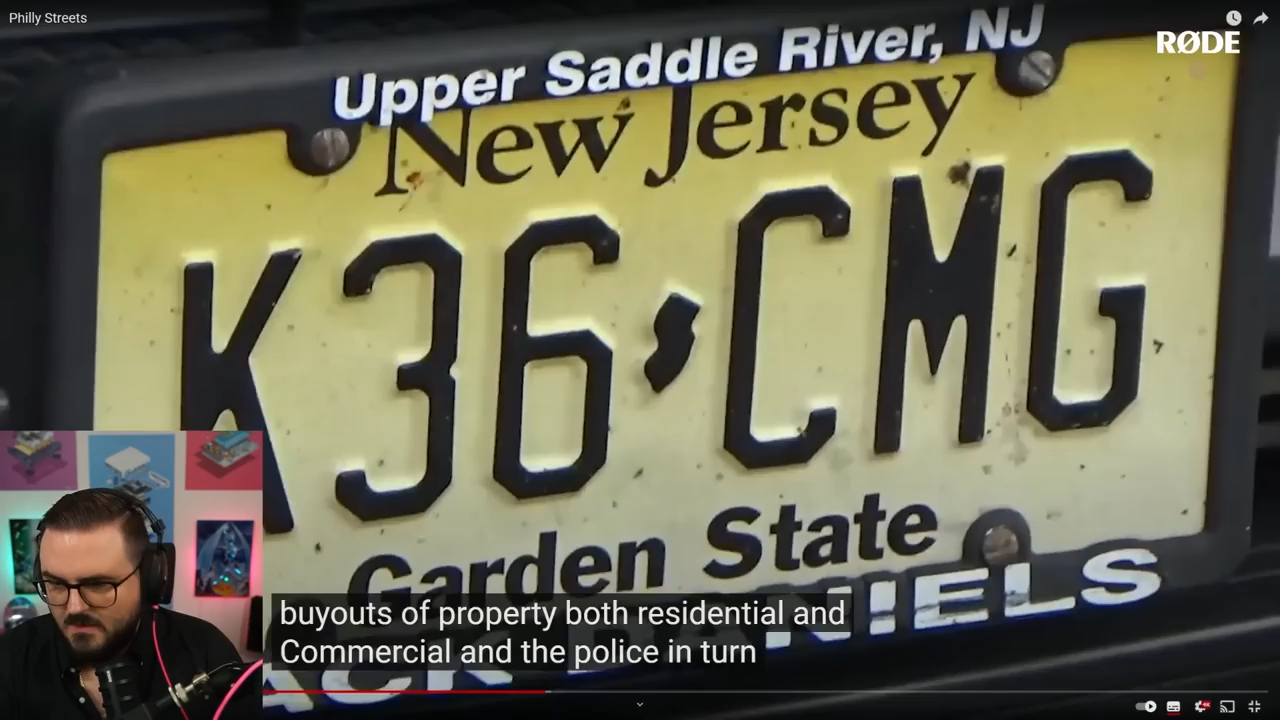 Philly Streets
RØDE
Upper Saddle River, NJ
New Jersey
K36 CMG
Garden State
buyouts of property both residential and
Commercial and the police in turn